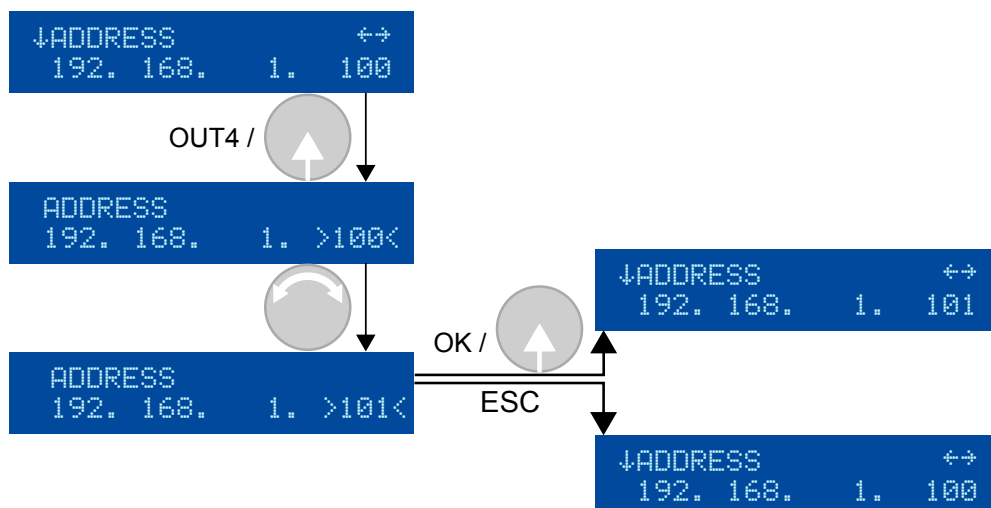 ↓ADDRESS ←→
192. 168. 1. 100
OUT4 /
ADDRESS
192. 168. 1. >100<
ADDRESS
192. 168. 1. >101<
OK /
ESC
↓ADDRESS ←→
192. 168. 1. 101
↓ADDRESS ←→
192. 168. 1. 100